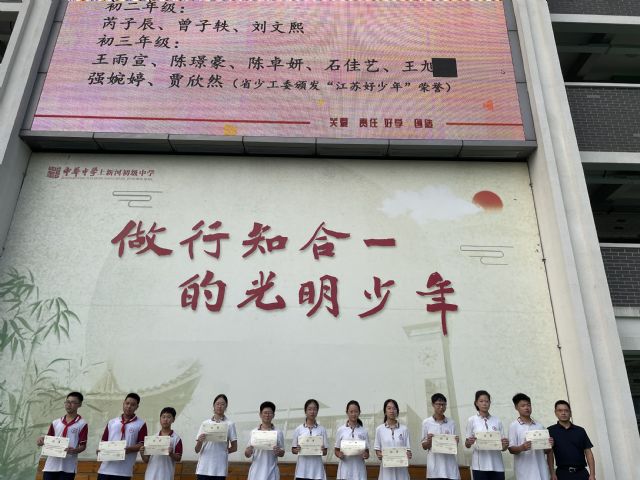 初二年级：
芮子辰、曾子轶、刘文熙
初三年级：
王雨宣、陈璟豪、陈卓妍、石佳艺、王旭
强婉婷、贾欣然（省少工委颁发“江苏好少年”荣誉）
关爱 责任 好学 创造
中华中学上新河初级中学
做行知合一
的光明少年